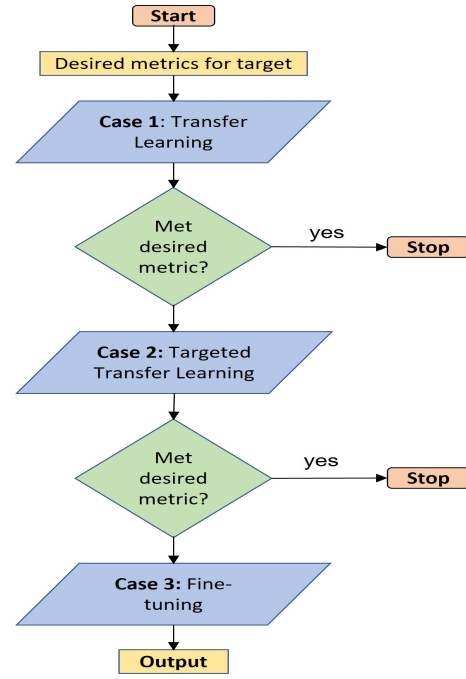 Start
Desired metrics for target
Case 1: Transfer
Learning
Met
desired
metric?
yes
Stop
Case 2: Targeted
Transfer Learning
Met
desired
metric?
yes
Stop
Case 3: Fine-
tuning
Output